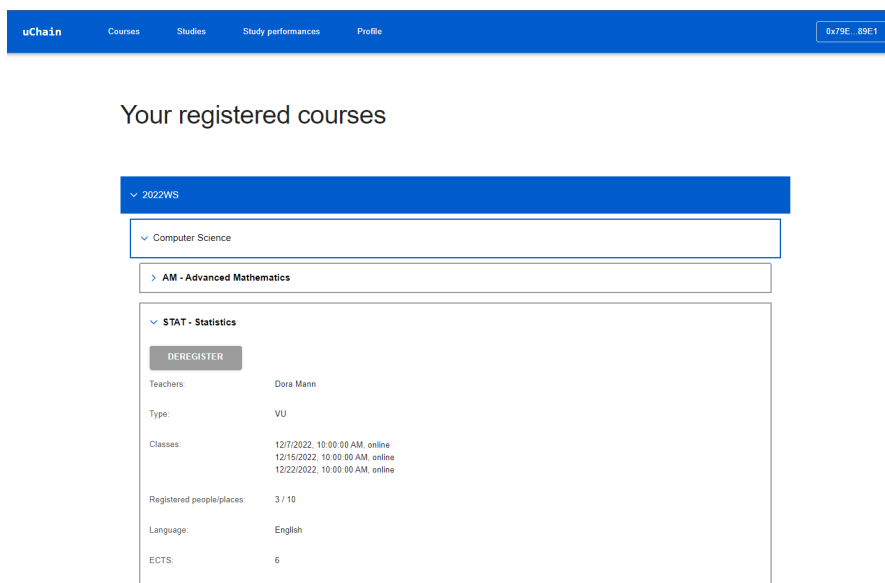 uChain Courses Studies Study performances Profile 0x79E...89E1
Your registered courses
2022WS
Computer Science
AM - Advanced Mathematics
STAT - Statistics
DEREGISTER
Teachers: Dora Mann
Type: VU
Classes: 12/7/2022, 10:00:00 AM, online
12/15/2022, 10:00:00 AM, online
12/22/2022, 10:00:00 AM, online
Registered people/places: 3 / 10
Language: English
ECTS: 6